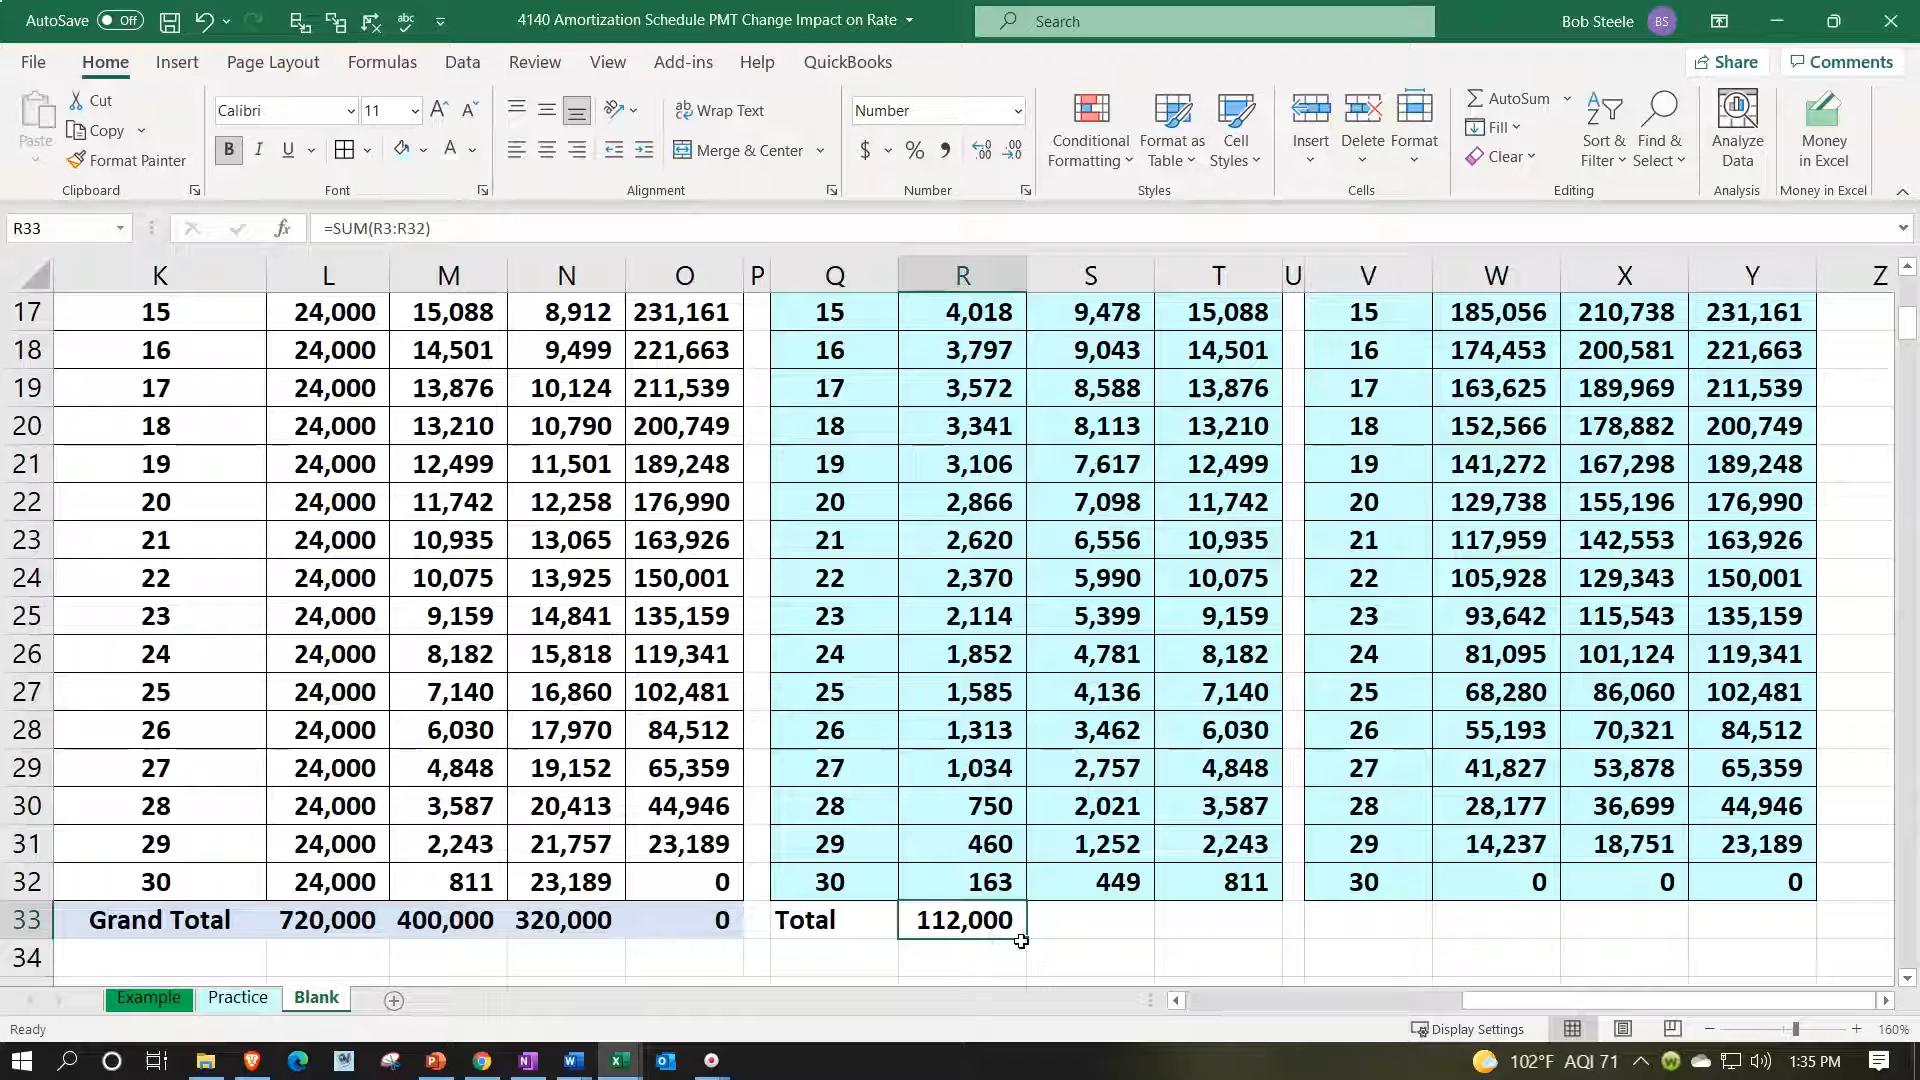 AutoSave Off 4140 Amortization Schedule PMT Change Impact on Rate Search Bob Steele BS
File Home Insert Page Layout Formulas Data Review View Add-ins Help QuickBooks Share Comments
Paste Cut Copy Format Painter Clipboard
Calibri 11 B I U A Font
Wrap Text Merge & Center Alignment
Number $ % Number
Conditional Formatting Format as Table Cell Styles Styles
Insert Delete Format Cells
AutoSum Fill Clear Sort & Filter Find & Select Editing
Analyze Data Analysis
Money in Excel Money in Excel
R33 fx =SUM(R3:R32)
K L M N O P Q R S T U V W X Y Z
17 15 24,000 15,088 8,912 231,161 15 4,018 9,478 15,088 15 185,056 210,738 231,161
18 16 24,000 14,501 9,499 221,663 16 3,797 9,043 14,501 16 174,453 200,581 221,663
19 17 24,000 13,876 10,124 211,539 17 3,572 8,588 13,876 17 163,625 189,969 211,539
20 18 24,000 13,210 10,790 200,749 18 3,341 8,113 13,210 18 152,566 178,882 200,749
21 19 24,000 12,499 11,501 189,248 19 3,106 7,617 12,499 19 141,272 167,298 189,248
22 20 24,000 11,742 12,258 176,990 20 2,866 7,098 11,742 20 129,738 155,196 176,990
23 21 24,000 10,935 13,065 163,926 21 2,620 6,556 10,935 21 117,959 142,553 163,926
24 22 24,000 10,075 13,925 150,001 22 2,370 5,990 10,075 22 105,928 129,343 150,001
25 23 24,000 9,159 14,841 135,159 23 2,114 5,399 9,159 23 93,642 115,543 135,159
26 24 24,000 8,182 15,818 119,341 24 1,852 4,781 8,182 24 81,095 101,124 119,341
27 25 24,000 7,140 16,860 102,481 25 1,585 4,136 7,140 25 68,280 86,060 102,481
28 26 24,000 6,030 17,970 84,512 26 1,313 3,462 6,030 26 55,193 70,321 84,512
29 27 24,000 4,848 19,152 65,359 27 1,034 2,757 4,848 27 41,827 53,878 65,359
30 28 24,000 3,587 20,413 44,946 28 750 2,021 3,587 28 28,177 36,699 44,946
31 29 24,000 2,243 21,757 23,189 29 460 1,252 2,243 29 14,237 18,751 23,189
32 30 24,000 811 23,189 0 30 163 449 811 30 0 0 0
33 Grand Total 720,000 400,000 320,000 0 Total 112,000
34
Example Practice Blank
Ready Display Settings 160%
102°F AQI 71 1:35 PM